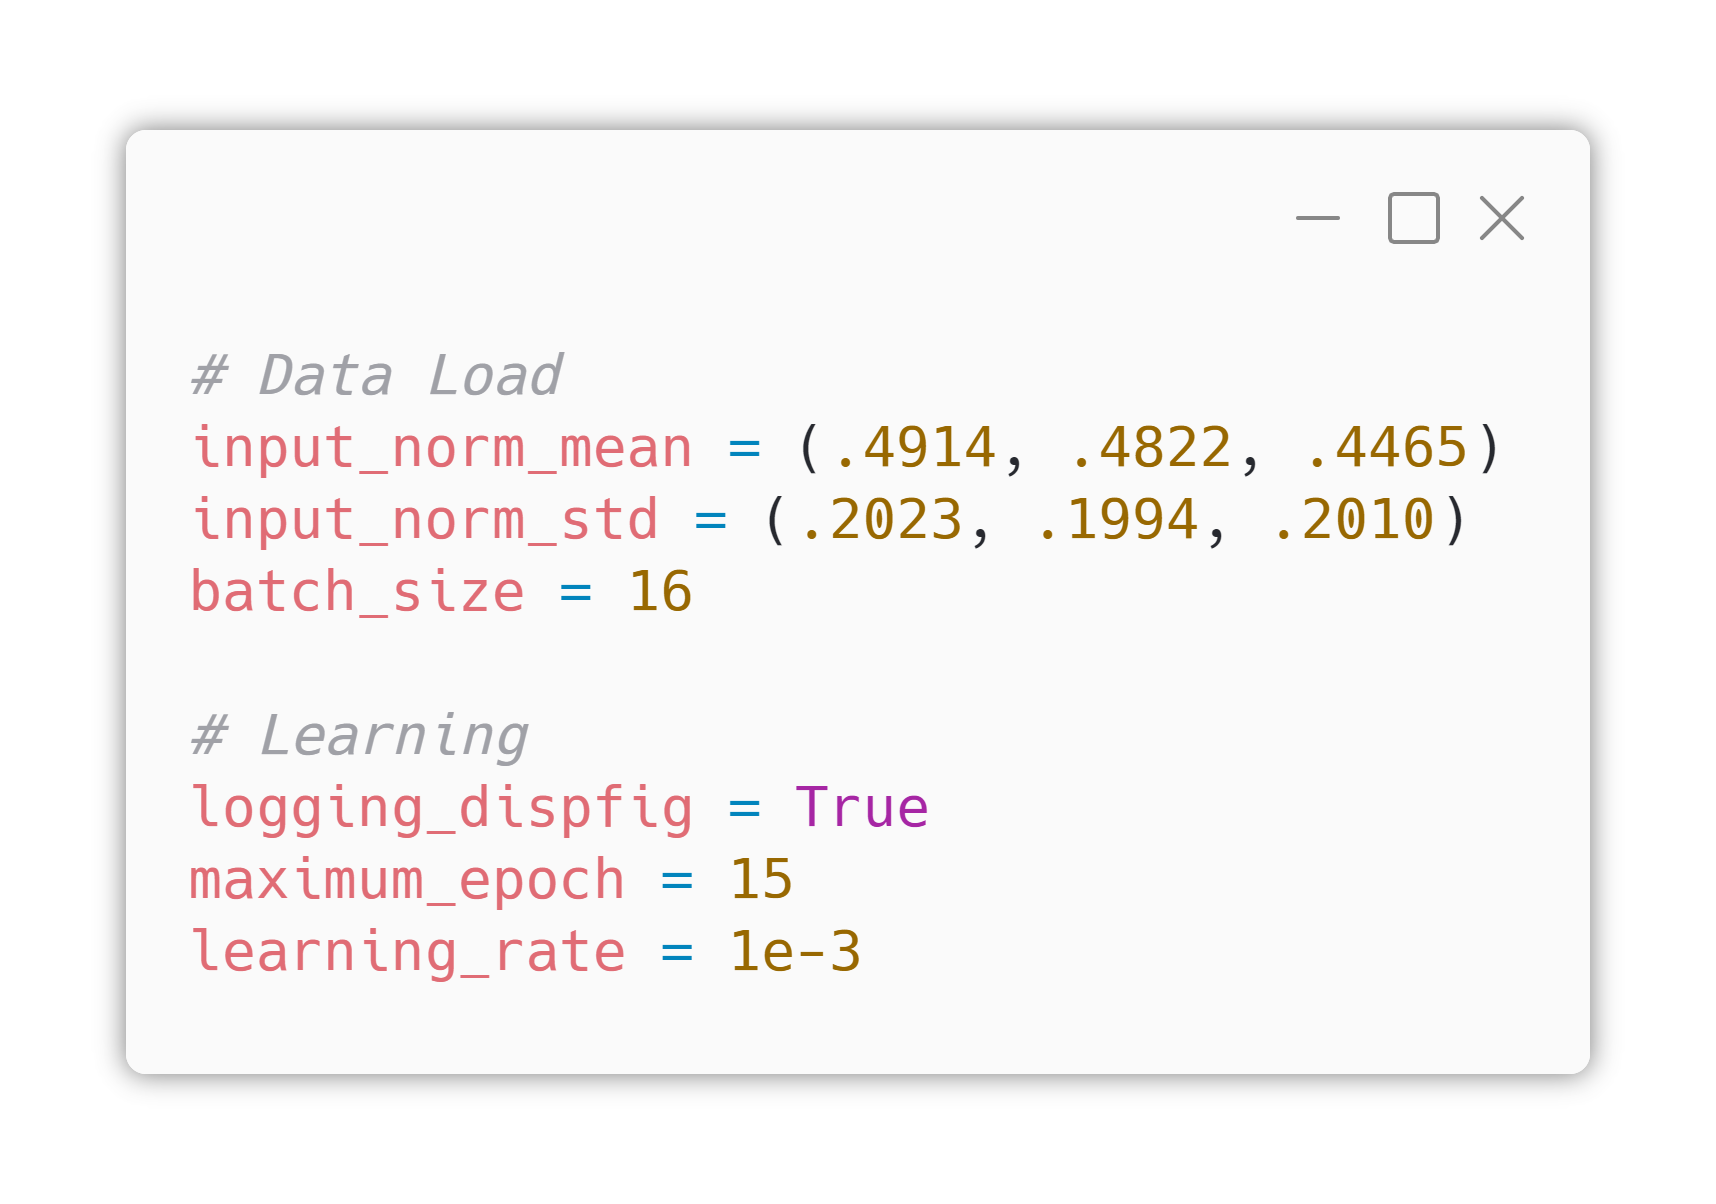 # Data Load
input_norm_mean = (.4914, .4822, .4465)
input_norm_std = (.2023, .1994, .2010)
batch_size = 16
# Learning
logging_dispfig = True
maximum_epoch = 15
learning_rate = 1e-3